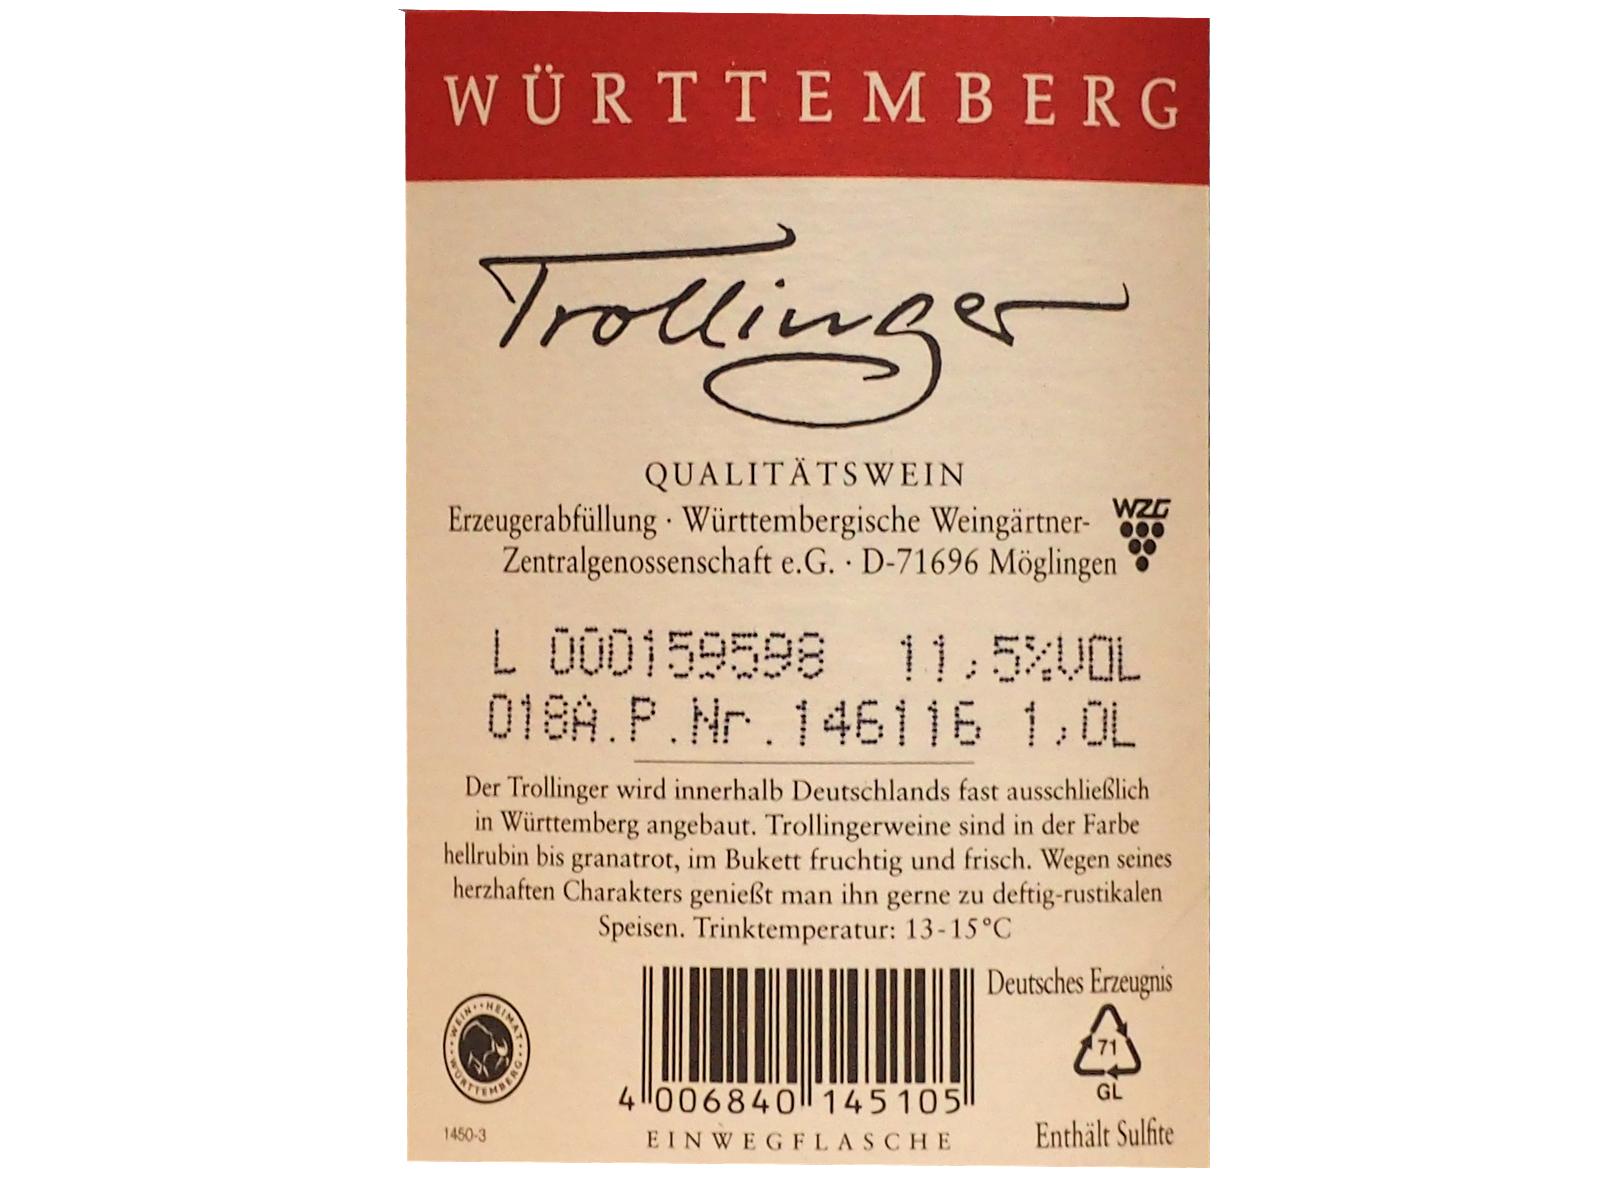 WÜRTTEMBERG
Trollinger
QUALITÄTSWEIN
Erzeugerabfüllung · Württembergische Weingärtner-
Zentralgenossenschaft e.G. · D-71696 Möglingen
WZG
L 000159598 11,5%VOL
018A.P.Nr.146116 1,0L
Der Trollinger wird innerhalb Deutschlands fast ausschließlich
in Württemberg angebaut. Trollingerweine sind in der Farbe
hellrubin bis granatrot, im Bukett fruchtig und frisch. Wegen seines
herzhaften Charakters genießt man ihn gerne zu deftig-rustikalen
Speisen. Trinktemperatur: 13-15°C
Deutsches Erzeugnis
WEIN··HEIMAT
WÜRTTEMBERG
71
GL
4 006840 145105
1450-3
EINWEGFLASCHE
Enthält Sulfite